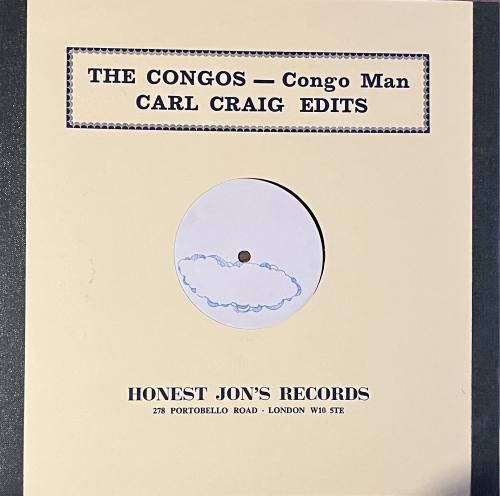 THE CONGOS — Congo Man
CARL CRAIG EDITS
HONEST JON'S RECORDS
278 PORTOBELLO ROAD · LONDON W10 5TE